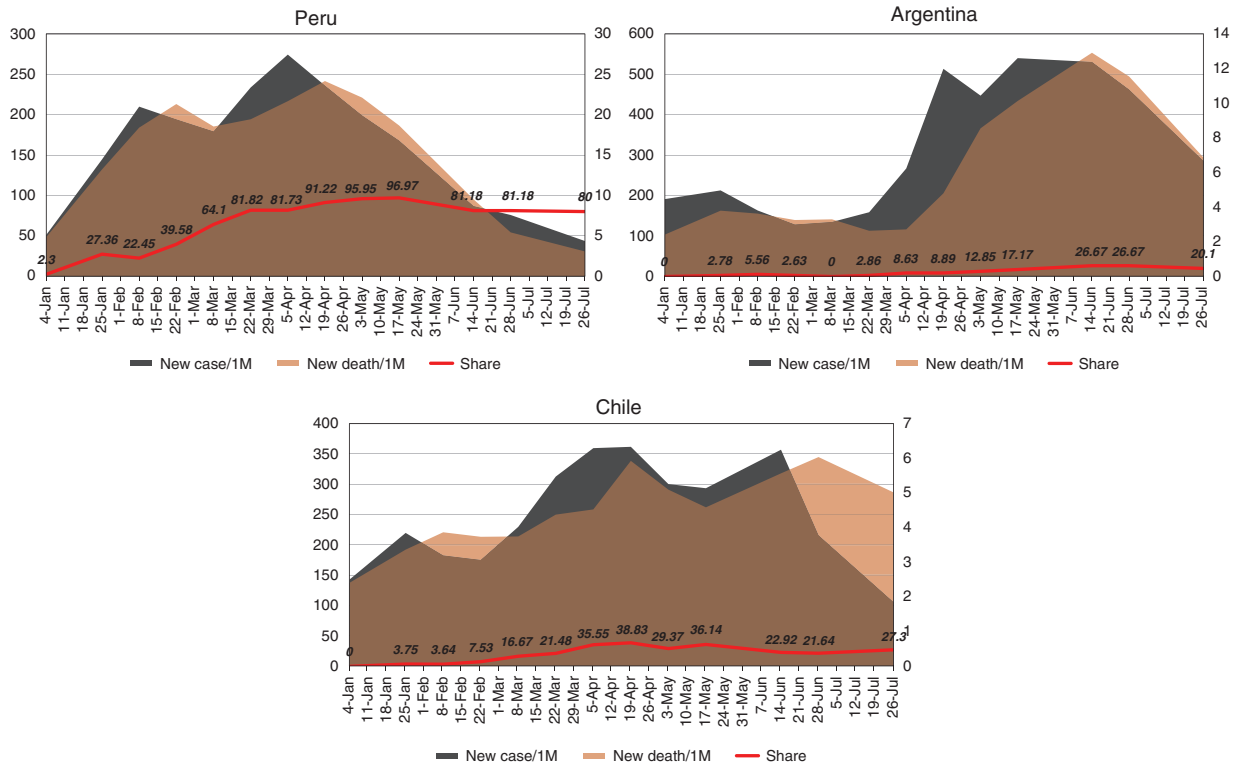 Peru
300
250
200
150
100
50
0
30
25
20
15
10
5
0
2.3
27.36
22.45
39.58
64.1
81.82
81.73
91.22
95.95
96.97
81.18
81.18
80
4-Jan
11-Jan
18-Jan
25-Jan
1-Feb
8-Feb
15-Feb
22-Feb
1-Mar
8-Mar
15-Mar
22-Mar
29-Mar
5-Apr
12-Apr
19-Apr
26-Apr
3-May
10-May
17-May
24-May
31-May
7-Jun
14-Jun
21-Jun
28-Jun
5-Jul
12-Jul
19-Jul
26-Jul
New case/1M New death/1M Share
Argentina
600
500
400
300
200
100
0
14
12
10
8
6
4
2
0
0
2.78
5.56
2.63
0
2.86
8.63
8.89
12.85
17.17
26.67
26.67
20.1
4-Jan
11-Jan
18-Jan
25-Jan
1-Feb
8-Feb
15-Feb
22-Feb
1-Mar
8-Mar
15-Mar
22-Mar
29-Mar
5-Apr
12-Apr
19-Apr
26-Apr
3-May
10-May
17-May
24-May
31-May
7-Jun
14-Jun
21-Jun
28-Jun
5-Jul
12-Jul
19-Jul
26-Jul
New case/1M New death/1M Share
Chile
400
350
300
250
200
150
100
50
0
7
6
5
4
3
2
1
0
0
3.75
3.64
7.53
16.67
21.48
35.55
38.83
29.37
36.14
22.92
21.64
27.3
4-Jan
11-Jan
18-Jan
25-Jan
1-Feb
8-Feb
15-Feb
22-Feb
1-Mar
8-Mar
15-Mar
22-Mar
29-Mar
5-Apr
12-Apr
19-Apr
26-Apr
3-May
10-May
17-May
24-May
31-May
7-Jun
14-Jun
21-Jun
28-Jun
5-Jul
12-Jul
19-Jul
26-Jul
New case/1M New death/1M Share